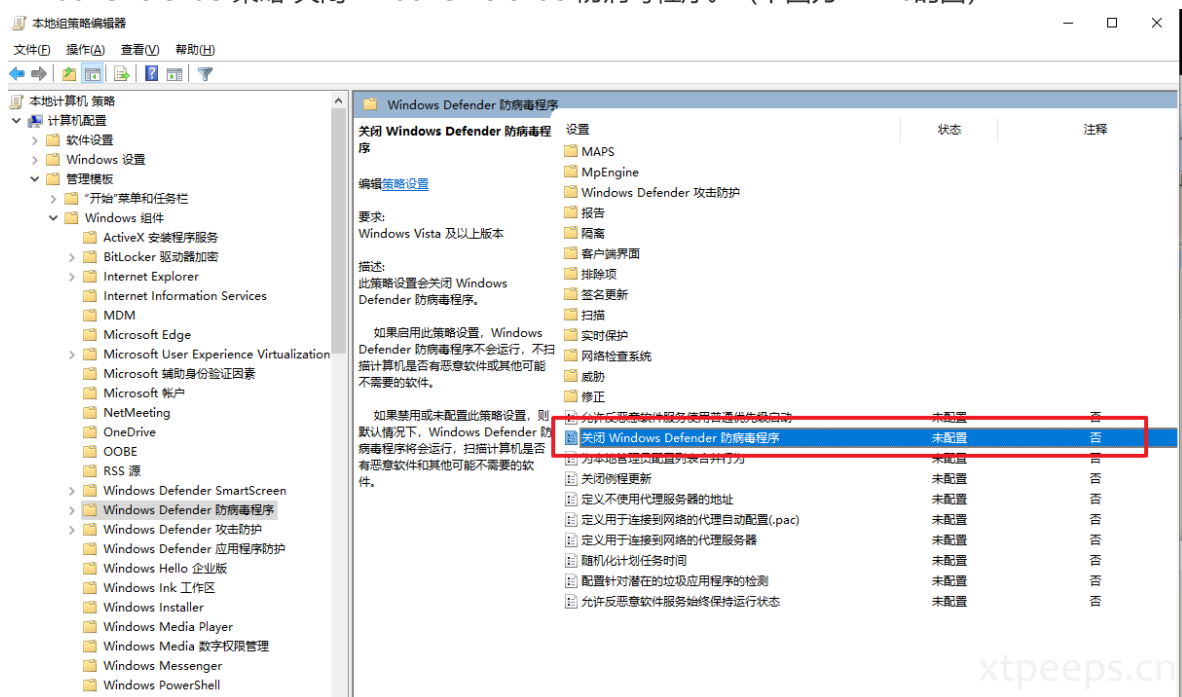 本地组策略编辑器
文件(F) 操作(A) 查看(V) 帮助(H)
本地计算机 策略
计算机配置
软件设置
Windows 设置
管理模板
"开始"菜单和任务栏
Windows 组件
ActiveX 安装程序服务
BitLocker 驱动器加密
Internet Explorer
Internet Information Services
MDM
Microsoft Edge
Microsoft User Experience Virtualization
Microsoft 辅助身份验证因素
Microsoft 帐户
NetMeeting
OneDrive
OOBE
RSS 源
Windows Defender SmartScreen
Windows Defender 防病毒程序
Windows Defender 攻击防护
Windows Defender 应用程序防护
Windows Hello 企业版
Windows Ink 工作区
Windows Installer
Windows Media Player
Windows Media 数字权限管理
Windows Messenger
Windows PowerShell
Windows Defender 防病毒程序
关闭 Windows Defender 防病毒程
序
编辑策略设置
要求:
Windows Vista 及以上版本
描述:
此策略设置会关闭 Windows
Defender 防病毒程序。
如果启用此策略设置，Windows
Defender 防病毒程序不会运行，不扫
描计算机是否有恶意软件或其他可能
不需要的软件。
如果禁用或未配置此策略设置，则
默认情况下，Windows Defender 防
病毒程序将会运行，扫描计算机是否
有恶意软件和其他可能不需要的软
件。
设置 状态 注释
MAPS
MpEngine
Windows Defender 攻击防护
报告
隔离
客户端界面
排除项
签名更新
扫描
实时保护
网络检查系统
威胁
修正
允许反恶意软件服务使用普通优先级启动 未配置 否
关闭 Windows Defender 防病毒程序 未配置 否
为本地管理员配置列表合并行为 未配置 否
关闭例程更新 未配置 否
定义不使用代理服务器的地址 未配置 否
定义用于连接到网络的代理自动配置(.pac) 未配置 否
定义用于连接到网络的代理服务器 未配置 否
随机化计划任务时间 未配置 否
配置针对潜在的垃圾应用程序的检测 未配置 否
允许反恶意软件服务始终保持运行状态 未配置 否
xtpeeps.cn